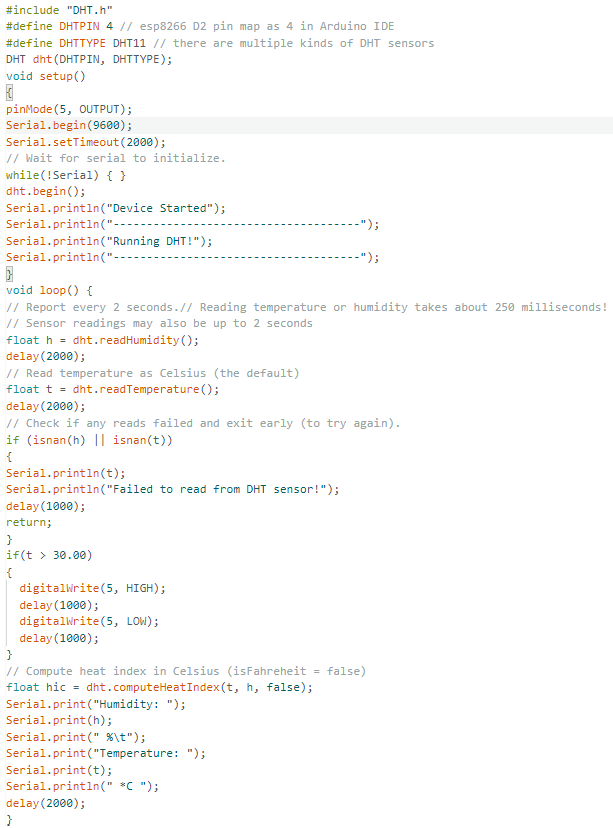 #include "DHT.h"
#define DHTPIN 4 // esp8266 D2 pin map as 4 in Arduino IDE
#define DHTTYPE DHT11 // there are multiple kinds of DHT sensors
DHT dht(DHTPIN, DHTTYPE);
void setup()
{
pinMode(5, OUTPUT);
Serial.begin(9600);
Serial.setTimeout(2000);
// Wait for serial to initialize.
while(!Serial) { }
dht.begin();
Serial.println("Device Started");
Serial.println("-------------------------------------");
Serial.println("Running DHT!");
Serial.println("-------------------------------------");
}
void loop() {
// Report every 2 seconds.// Reading temperature or humidity takes about 250 milliseconds!
// Sensor readings may also be up to 2 seconds
float h = dht.readHumidity();
delay(2000);
// Read temperature as Celsius (the default)
float t = dht.readTemperature();
delay(2000);
// Check if any reads failed and exit early (to try again).
if (isnan(h) || isnan(t))
{
Serial.println(t);
Serial.println("Failed to read from DHT sensor!");
delay(1000);
return;
}
if(t > 30.00)
{
  digitalWrite(5, HIGH);
  delay(1000);
  digitalWrite(5, LOW);
  delay(1000);
}
// Compute heat index in Celsius (isFahreheit = false)
float hic = dht.computeHeatIndex(t, h, false);
Serial.print("Humidity: ");
Serial.print(h);
Serial.print(" %\t");
Serial.print("Temperature: ");
Serial.print(t);
Serial.println(" *C ");
delay(2000);
}